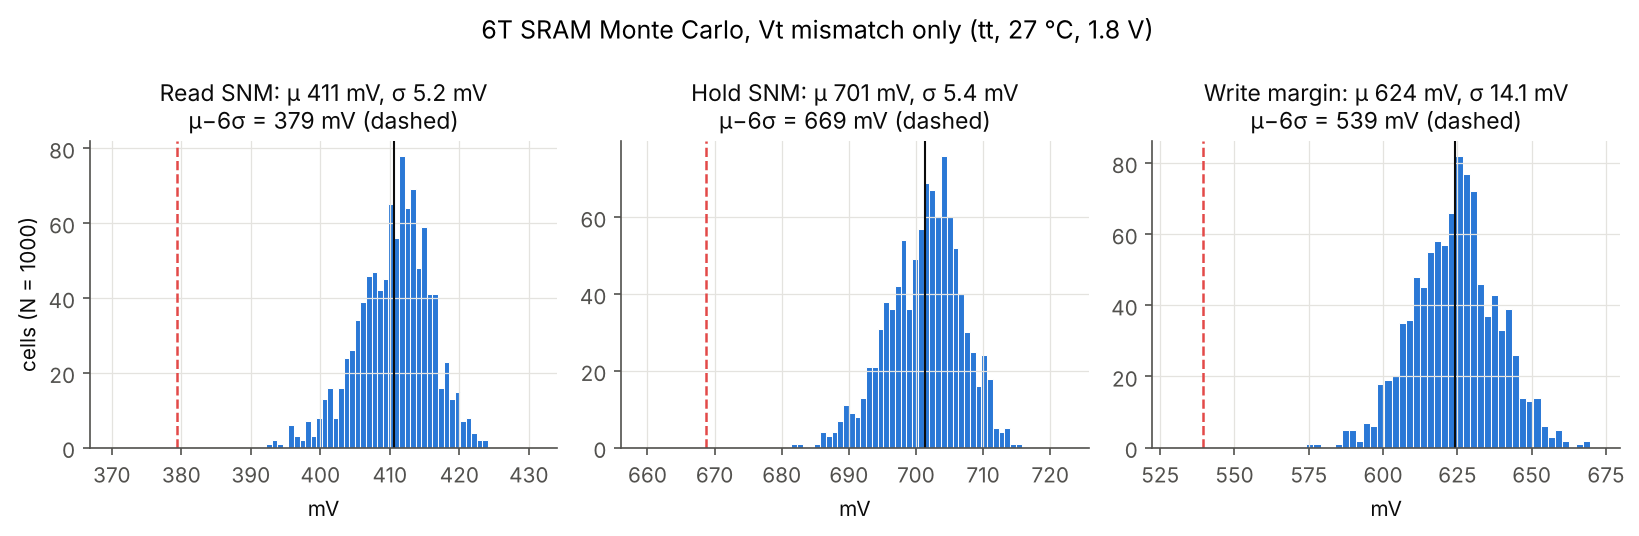 6T SRAM Monte Carlo, Vt mismatch only (tt, 27 °C, 1.8 V)
Read SNM: μ 411 mV, σ 5.2 mV
μ−6σ = 379 mV (dashed)
cells (N = 1000)
80
60
40
20
0
370 380 390 400 410 420 430
mV
Hold SNM: μ 701 mV, σ 5.4 mV
μ−6σ = 669 mV (dashed)
60
40
20
0
660 670 680 690 700 710 720
mV
Write margin: μ 624 mV, σ 14.1 mV
μ−6σ = 539 mV (dashed)
80
60
40
20
0
525 550 575 600 625 650 675
mV